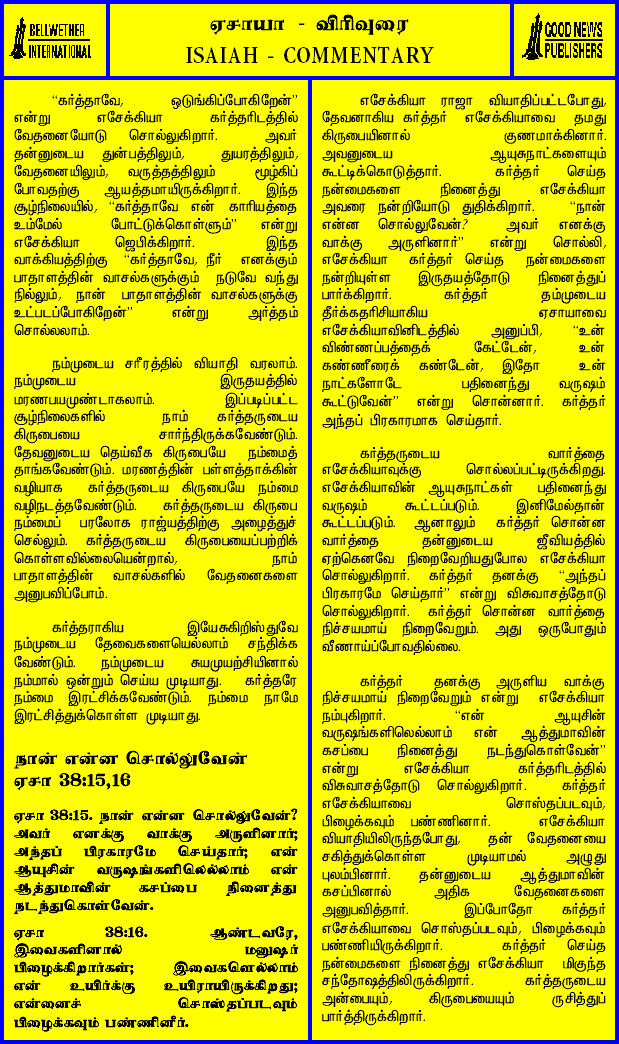 BELLWETHER
INTERNATIONAL
ஏசாயா - விரிவுரை
ISAIAH - COMMENTARY
GOOD NEWS
PUBLISHERS
“கர்த்தாவே, ஒடுங்கிப்போகிறேன்”
என்று எசேக்கியா கர்த்தரிடத்தில்
வேதனையோடு சொல்லுகிறார். அவர்
தன்னுடைய துன்பத்திலும், துயரத்திலும்,
வேதனையிலும், வருத்தத்திலும் மூழ்கிப்
போவதற்கு ஆயத்தமாயிருக்கிறார். இந்த
சூழ்நிலையில், “கர்த்தாவே என் காரியத்தை
உம்மேல் போட்டுக்கொள்ளும்” என்று
எசேக்கியா ஜெபிக்கிறார். இந்த
வாக்கியத்திற்கு “கர்த்தாவே, நீர் எனக்கும்
பாதாளத்தின் வாசல்களுக்கும் நடுவே வந்து
நில்லும், நான் பாதாளத்தின் வாசல்களுக்கு
உட்படப்போகிறேன்” என்று அர்த்தம்
சொல்லலாம்.
நம்முடைய சரீரத்தில் வியாதி வரலாம்.
நம்முடைய இருதயத்தில்
மரணபயமுண்டாகலாம். இப்படிப்பட்ட
சூழ்நிலைகளில் நாம் கர்த்தருடைய
கிருபையை சார்ந்திருக்கவேண்டும்.
தேவனுடைய தெய்வீக கிருபையே நம்மைத்
தாங்கவேண்டும். மரணத்தின் பள்ளத்தாக்கின்
வழியாக கர்த்தருடைய கிருபையே நம்மை
வழிநடத்தவேண்டும். கர்த்தருடைய கிருபை
நம்மைப் பரலோக ராஜ்யத்திற்கு அழைத்துச்
செல்லும். கர்த்தருடைய கிருபையைப்பற்றிக்
கொள்ளவில்லையென்றால், நாம்
பாதாளத்தின் வாசல்களில் வேதனைகளை
அனுபவிப்போம்.
கர்த்தராகிய இயேசுகிறிஸ்துவே
நம்முடைய தேவைகளையெல்லாம் சந்திக்க
வேண்டும். நம்முடைய சுயமுயற்சியினால்
நம்மால் ஒன்றும் செய்ய முடியாது. கர்த்தரே
நம்மை இரட்சிக்கவேண்டும். நம்மை நாமே
இரட்சித்துக்கொள்ள முடியாது.
நான் என்ன சொல்லுவேன்
ஏசா 38:15,16
ஏசா 38:15. நான் என்ன சொல்லுவேன்?
அவர் எனக்கு வாக்கு அருளினார்;
அந்தப் பிரகாரமே செய்தார்; என்
ஆயுசின் வருஷங்களிலெல்லாம் என்
ஆத்துமாவின் கசப்பை நினைத்து
நடந்துகொள்வேன்.
ஏசா 38:16. ஆண்டவரே,
இவைகளினால் மனுஷர்
பிழைக்கிறார்கள்; இவைகளெல்லாம்
என் உயிர்க்கு உயிராயிருக்கிறது;
என்னைச் சொஸ்தப்படவும்
பிழைக்கவும் பண்ணினீர்.
எசேக்கியா ராஜா வியாதிப்பட்டபோது,
தேவனாகிய கர்த்தர் எசேக்கியாவை தமது
கிருபையினால் குணமாக்கினார்.
அவனுடைய ஆயுசுநாட்களையும்
கூட்டிக்கொடுத்தார். கர்த்தர் செய்த
நன்மைகளை நினைத்து எசேக்கியா
அவரை நன்றியோடு துதிக்கிறார். “நான்
என்ன சொல்லுவேன்? அவர் எனக்கு
வாக்கு அருளினார்” என்று சொல்லி,
எசேக்கியா கர்த்தர் செய்த நன்மைகளை
நன்றியுள்ள இருதயத்தோடு நினைத்துப்
பார்க்கிறார். கர்த்தர் தம்முடைய
தீர்க்கதரிசியாகிய ஏசாயாவை
எசேக்கியாவினிடத்தில் அனுப்பி, “உன்
விண்ணப்பத்தைக் கேட்டேன், உன்
கண்ணீரைக் கண்டேன், இதோ உன்
நாட்களோடே பதினைந்து வருஷம்
கூட்டுவேன்” என்று சொன்னார். கர்த்தர்
அந்தப் பிரகாரமாக செய்தார்.
கர்த்தருடைய வார்த்தை
எசேக்கியாவுக்கு சொல்லப்பட்டிருக்கிறது.
எசேக்கியாவின் ஆயுசுநாட்கள் பதினைந்து
வருஷம் கூட்டப்படும். இனிமேல்தான்
கூட்டப்படும். ஆனாலும் கர்த்தர் சொன்ன
வார்த்தை தன்னுடைய ஜீவியத்தில்
ஏற்கெனவே நிறைவேறியதுபோல எசேக்கியா
சொல்லுகிறார். கர்த்தர் தனக்கு “அந்தப்
பிரகாரமே செய்தார்” என்று விசுவாசத்தோடு
சொல்லுகிறார். கர்த்தர் சொன்ன வார்த்தை
நிச்சயமாய் நிறைவேறும். அது ஒருபோதும்
வீணாய்ப்போவதில்லை.
கர்த்தர் தனக்கு அருளிய வாக்கு
நிச்சயமாய் நிறைவேறும் என்று எசேக்கியா
நம்புகிறார். “என் ஆயுசின்
வருஷங்களிலெல்லாம் என் ஆத்துமாவின்
கசப்பை நினைத்து நடந்துகொள்வேன்”
என்று எசேக்கியா கர்த்தரிடத்தில்
விசுவாசத்தோடு சொல்லுகிறார். கர்த்தர்
எசேக்கியாவை சொஸ்தப்படவும்,
பிழைக்கவும் பண்ணினார். எசேக்கியா
வியாதியிலிருந்தபோது, தன் வேதனையை
சகித்துக்கொள்ள முடியாமல் அழுது
புலம்பினார். தன்னுடைய ஆத்துமாவின்
கசப்பினால் அதிக வேதனைகளை
அனுபவித்தார். இப்போதோ கர்த்தர்
எசேக்கியாவை சொஸ்தப்படவும், பிழைக்கவும்
பண்ணியிருக்கிறார். கர்த்தர் செய்த
நன்மைகளை நினைத்து எசேக்கியா மிகுந்த
சந்தோஷத்திலிருக்கிறார். கர்த்தருடைய
அன்பையும், கிருபையையும் ருசித்துப்
பார்த்திருக்கிறார்.